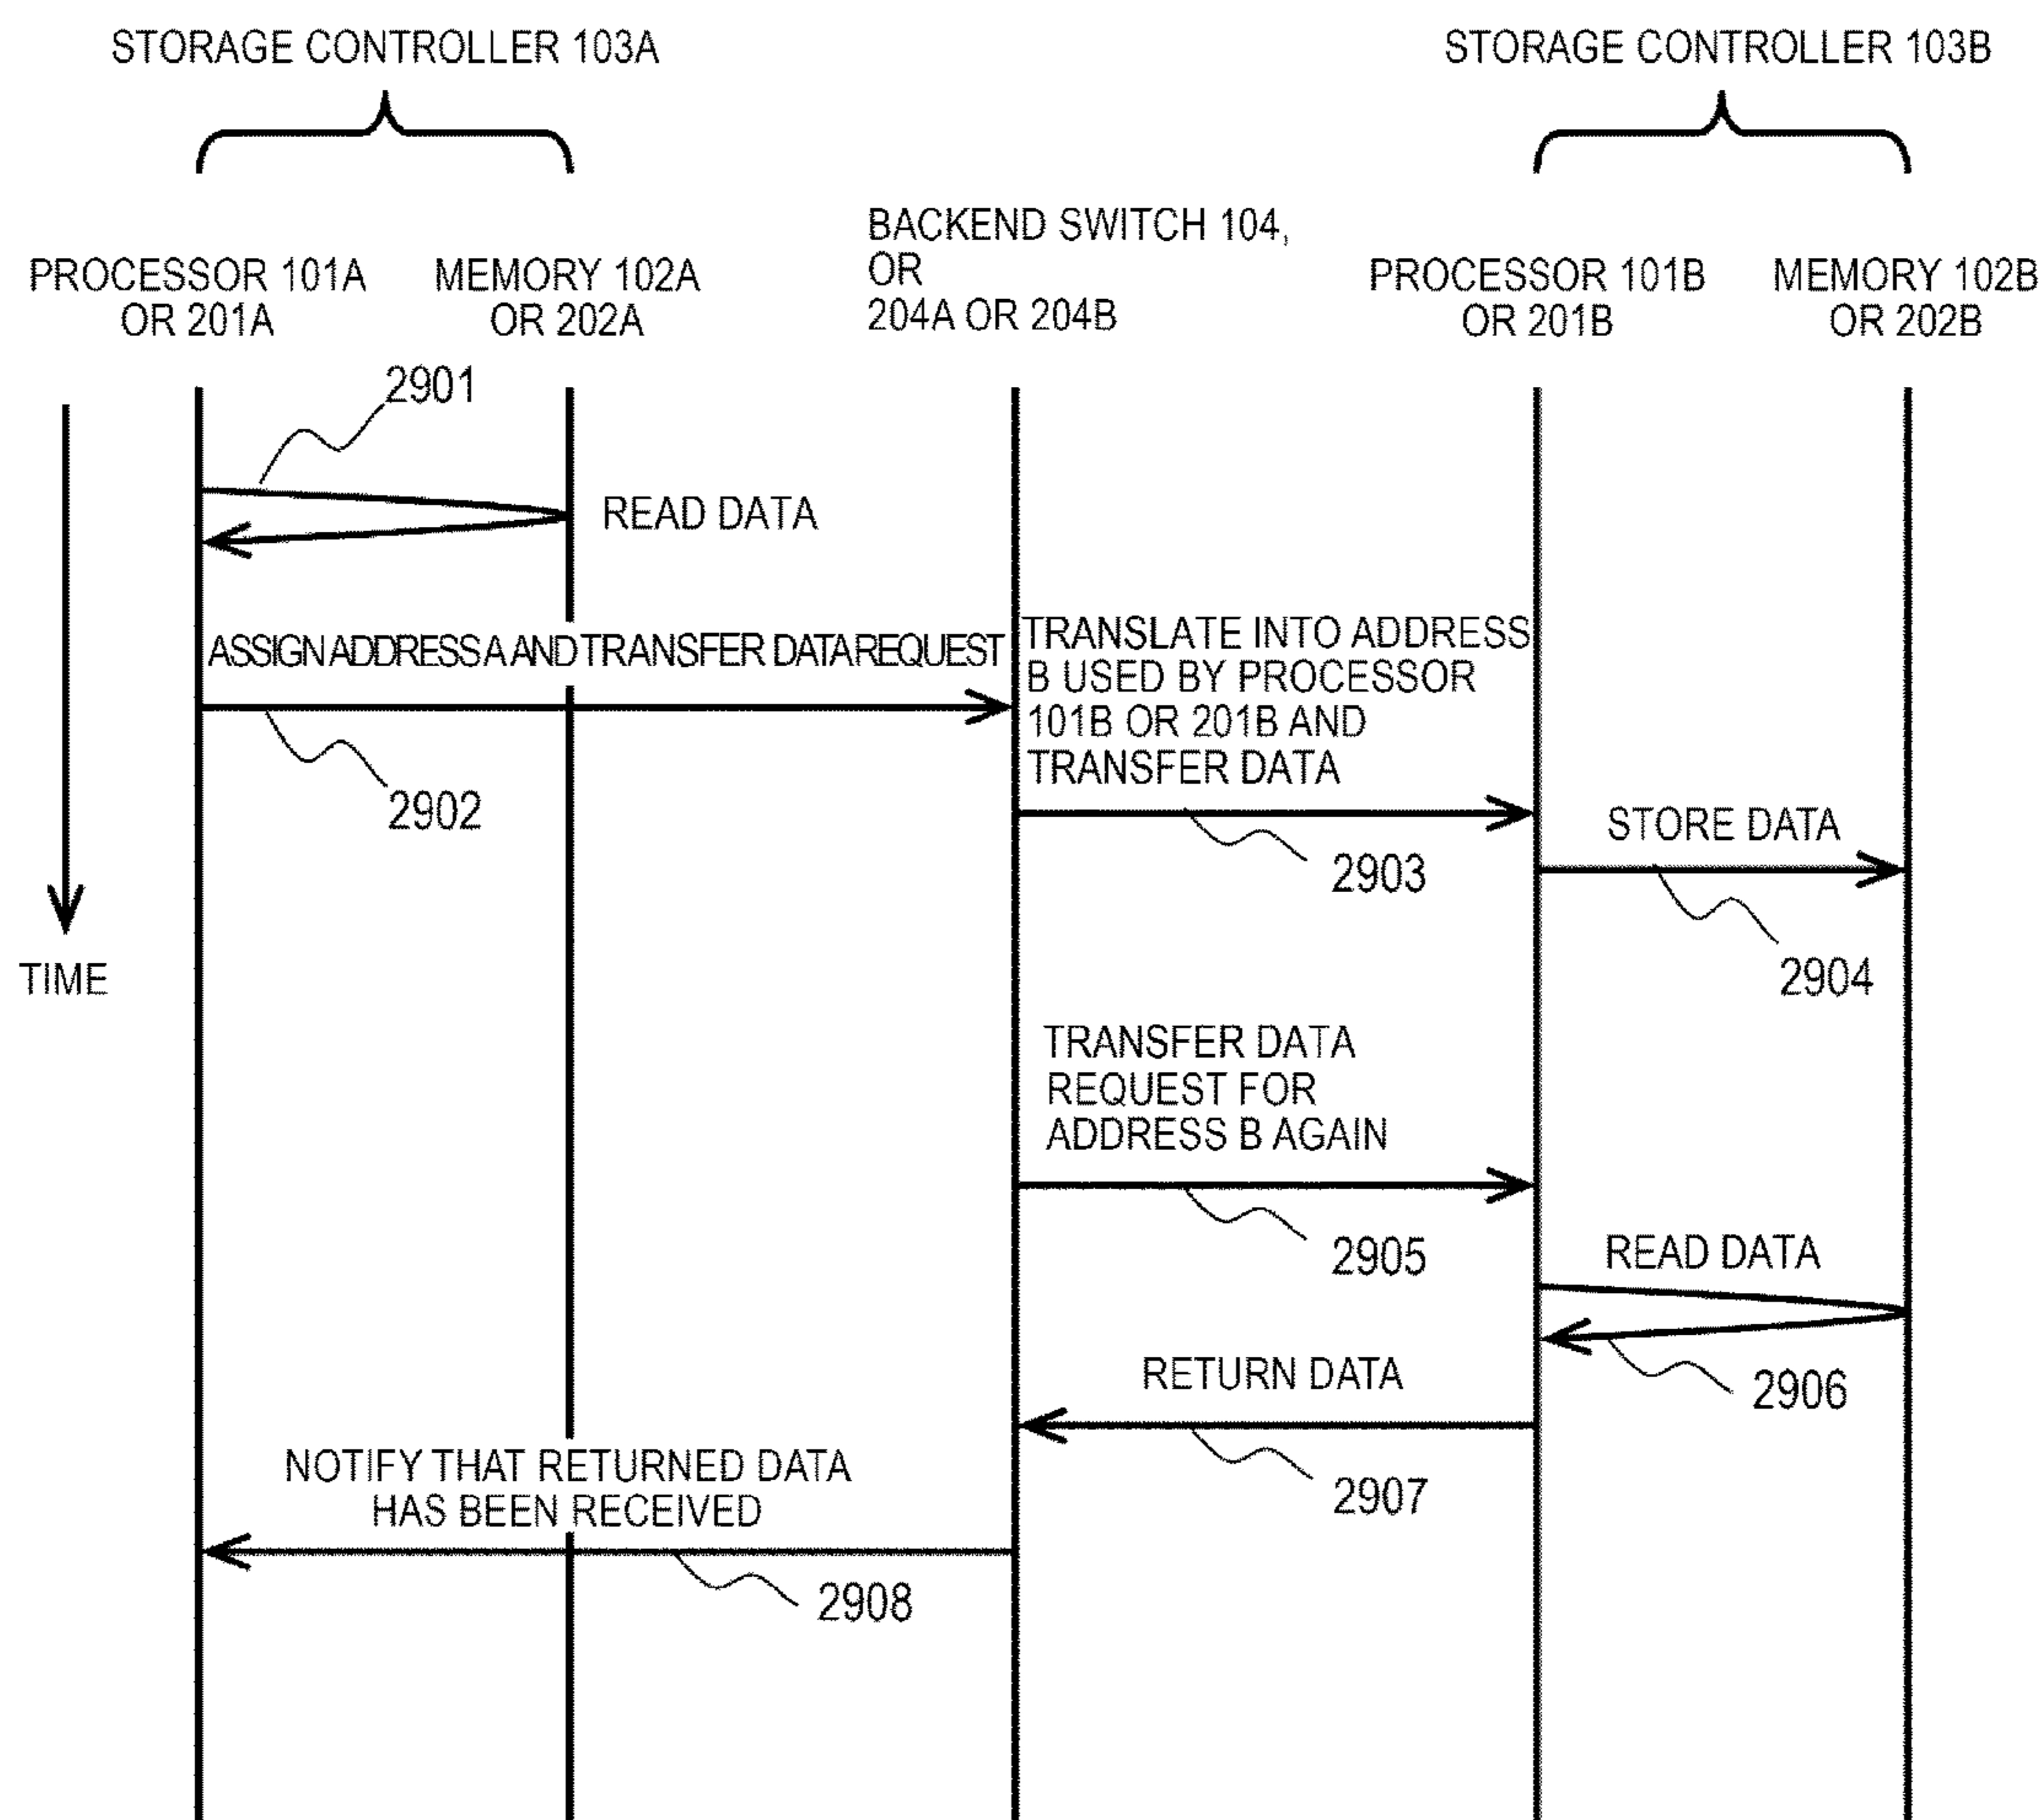 STORAGE CONTROLLER 103A
STORAGE CONTROLLER 103B
PROCESSOR 101A
OR 201A
MEMORY 102A
OR 202A
BACKEND SWITCH 104,
OR
204A OR 204B
PROCESSOR 101B
OR 201B
MEMORY 102B
OR 202B
2901
READ DATA
ASSIGN ADDRESS A AND TRANSFER DATA REQUEST
2902
TRANSLATE INTO ADDRESS
B USED BY PROCESSOR
101B OR 201B AND
TRANSFER DATA
2903
STORE DATA
2904
TIME
TRANSFER DATA
REQUEST FOR
ADDRESS B AGAIN
2905
READ DATA
2906
RETURN DATA
2907
NOTIFY THAT RETURNED DATA
HAS BEEN RECEIVED
2908